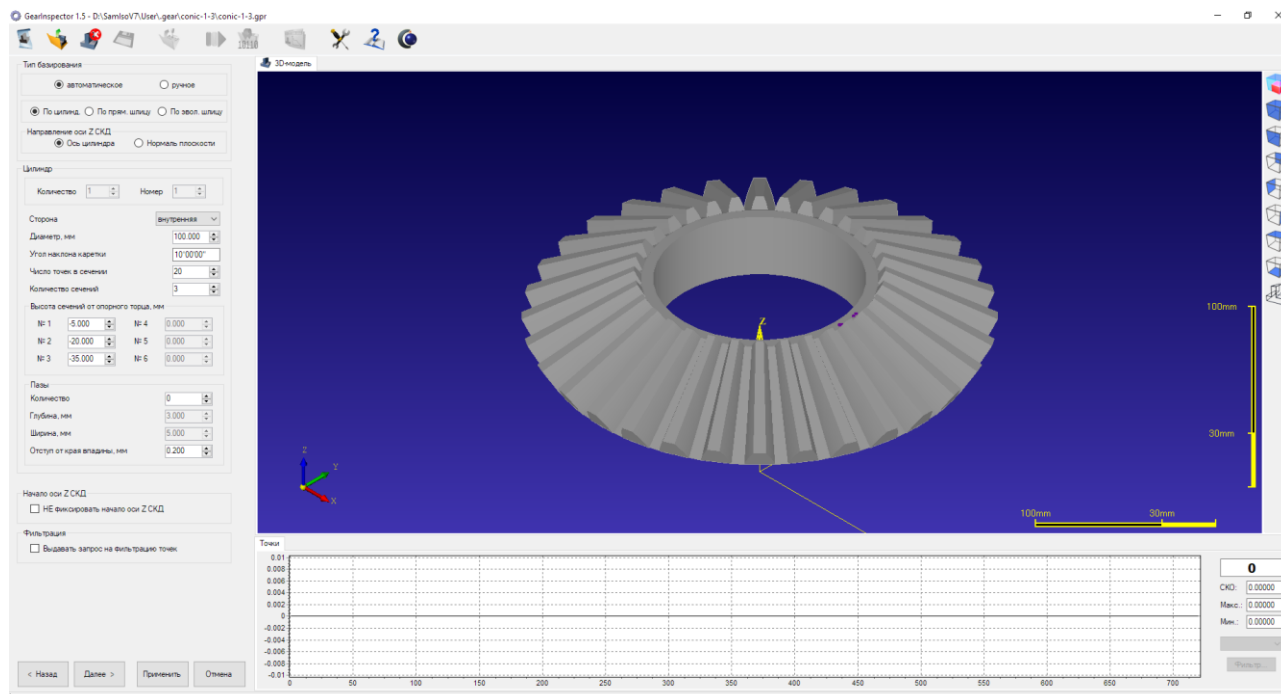 GearInspector 1.5 - D:\SamIsoV7\User\.gear\conic-1-3\conic-1-3.gpr
Тип базирования
автоматическое ручное
По цилинд. По прям. шлицу По эвол. шлицу
Направление оси Z СКД
Ось цилиндра Нормаль плоскости
Цилиндр
Количество 1 Номер 1
Сторона внутренняя
Диаметр, мм 100.000
Угол наклона каретки 10°00'00"
Число точек в сечении 20
Количество сечений 3
Высота сечений от опорного торца, мм
№ 1 -5.000 № 4 0.000
№ 2 -20.000 № 5 0.000
№ 3 -35.000 № 6 0.000
Пазы
Количество 0
Глубина, мм 3.000
Ширина, мм 5.000
Отступ от края впадины, мм 0.200
Начало оси Z СКД
НЕ фиксировать начало оси Z СКД
Фильтрация
Выдавать запрос на фильтрацию точек
< Назад Далее > Применить Отмена
3D-модель
Z
100mm
30mm
Z
Y
X
100mm 30mm
Точки
0.01
0.008
0.006
0.004
0.002
0
-0.002
-0.004
-0.006
-0.008
-0.01
0 50 100 150 200 250 300 350 400 450 500 550 600 650 700
0
СКО: 0.00000
Макс.: 0.00000
Мин.: 0.00000
Фильтр...